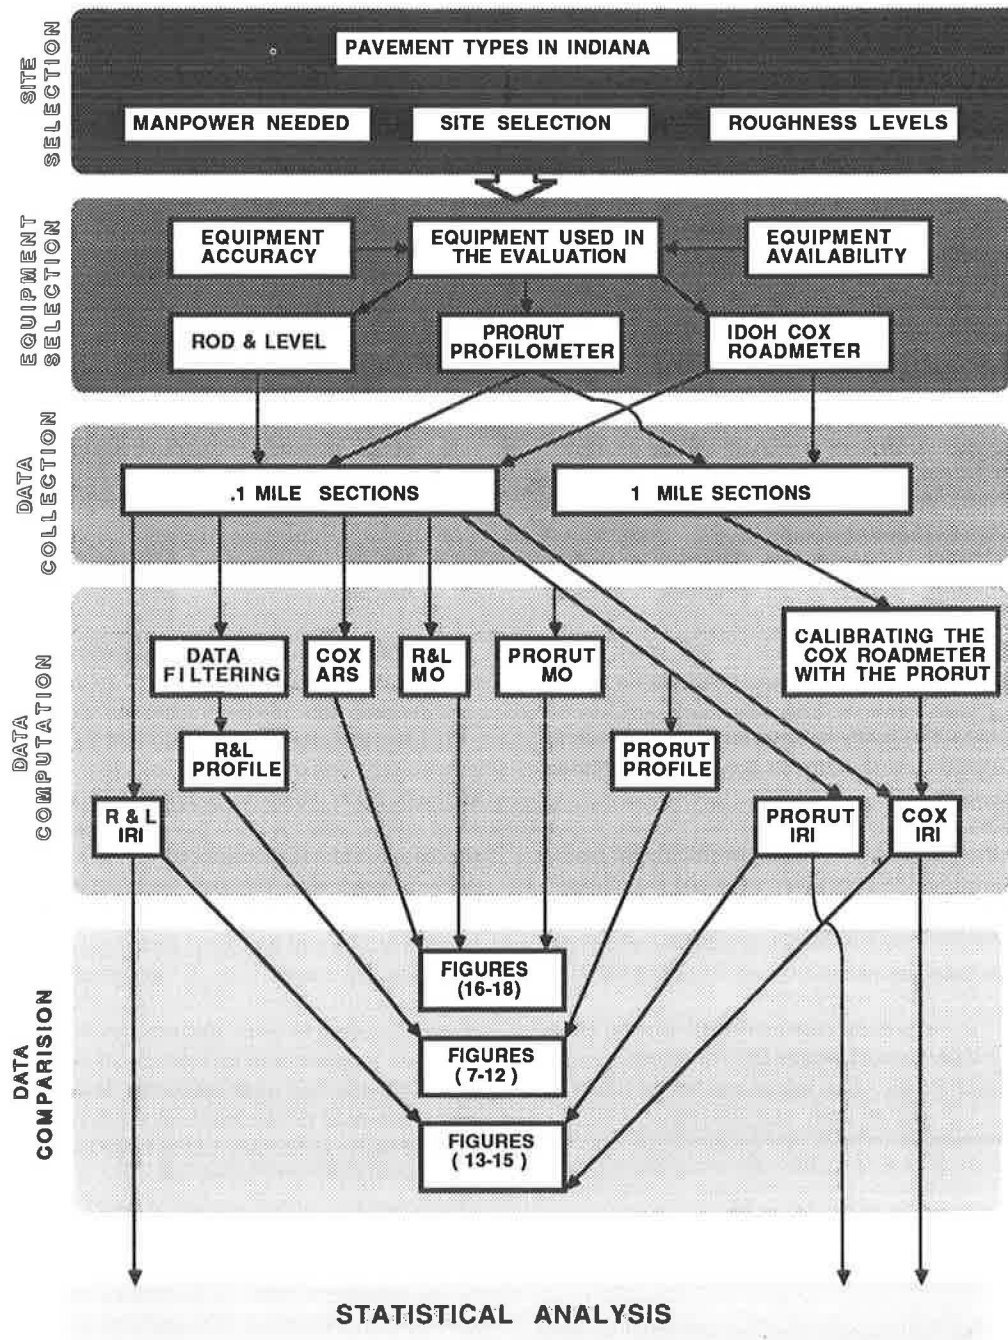 SITE
SELECTION
PAVEMENT TYPES IN INDIANA
MANPOWER NEEDED
SITE SELECTION
ROUGHNESS LEVELS
EQUIPMENT
SELECTION
EQUIPMENT
ACCURACY
EQUIPMENT USED IN
THE EVALUATION
EQUIPMENT
AVAILABILITY
ROD & LEVEL
PRORUT
PROFILOMETER
IDOH COX
ROADMETER
DATA
COLLECTION
.1 MILE SECTIONS
1 MILE SECTIONS
DATA
COMPUTATION
DATA
FILTERING
COX
ARS
R&L
MO
PRORUT
MO
CALIBRATING THE
COX ROADMETER
WITH THE PRORUT
R&L
PROFILE
PRORUT
PROFILE
R & L
IRI
PRORUT
IRI
COX
IRI
DATA
COMPARISION
FIGURES
(16-18)
FIGURES
( 7-12 )
FIGURES
( 13-15 )
STATISTICAL ANALYSIS